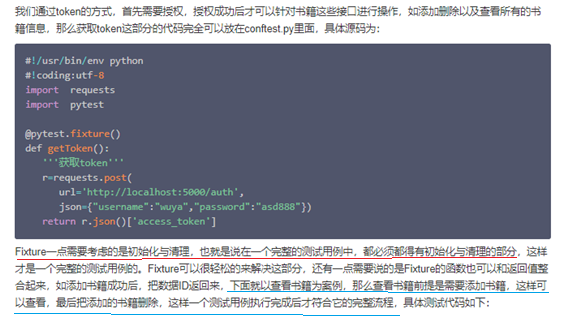 我们通过token的方式，首先需要授权，授权成功后才可以针对书籍这些接口进行操作，如添加删除以及查看所有的书
籍信息，那么获取token这部分的代码完全可以放在conftest.py里面，具体源码为：
#!/usr/bin/env python
#!coding:utf-8
import  requests
import  pytest
@pytest.fixture()
def getToken():
'''获取token'''
r=requests.post(
url='http://localhost:5000/auth',
json={"username":"wuya","password":"asd888"})
return r.json()['access_token']
Fixture一点需要考虑的是初始化与清理，也就是说在一个完整的测试用例中，都必须都得有初始化与清理的部分，这样
才是一个完整的测试用例的。Fixture可以很轻松的来解决这部分，还有一点需要说的是Fixture的函数也可以和返回值整
合起来，如添加书籍成功后，把数据ID返回来，下面就以查看书籍为案例，那么查看书籍前提是需要添加书籍，这样可
以查看，最后把添加的书籍删除，这样一个测试用例执行完成后才符合它的完整流程，具体测试代码如下：